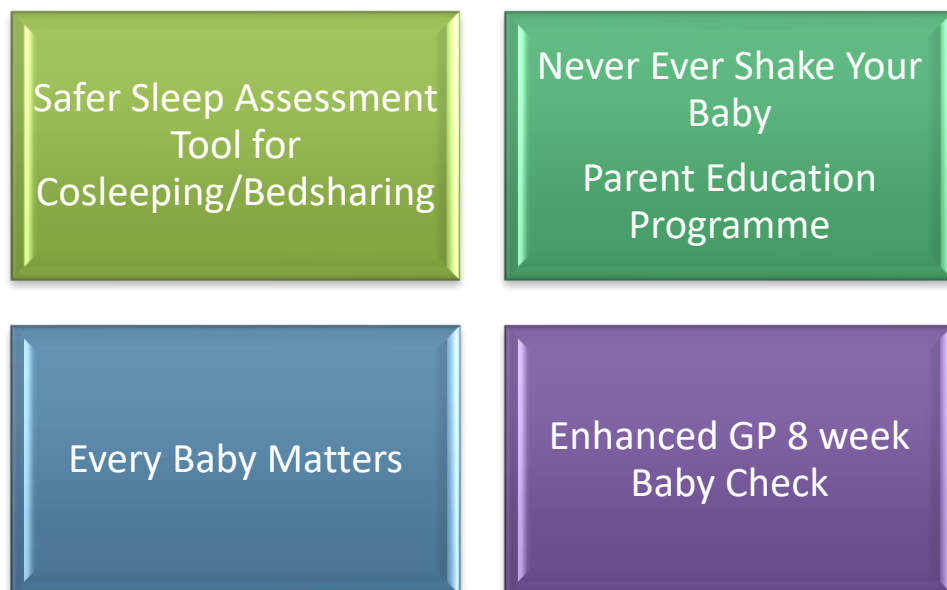 Safer Sleep Assessment
Tool for
Cosleeping/Bedsharing
Never Ever Shake Your
Baby
Parent Education
Programme
Every Baby Matters
Enhanced GP 8 week
Baby Check